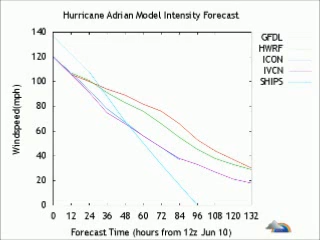 Hurricane Adrian Model Intensity Forecast
140
120
100
80
60
40
20
0
Windspeed(mph)
GFDL
HWRF
ICON
IVCN
SHIPS
0 12 24 36 48 60 72 84 96 108 120 132
Forecast Time (hours from 12z Jun 10)